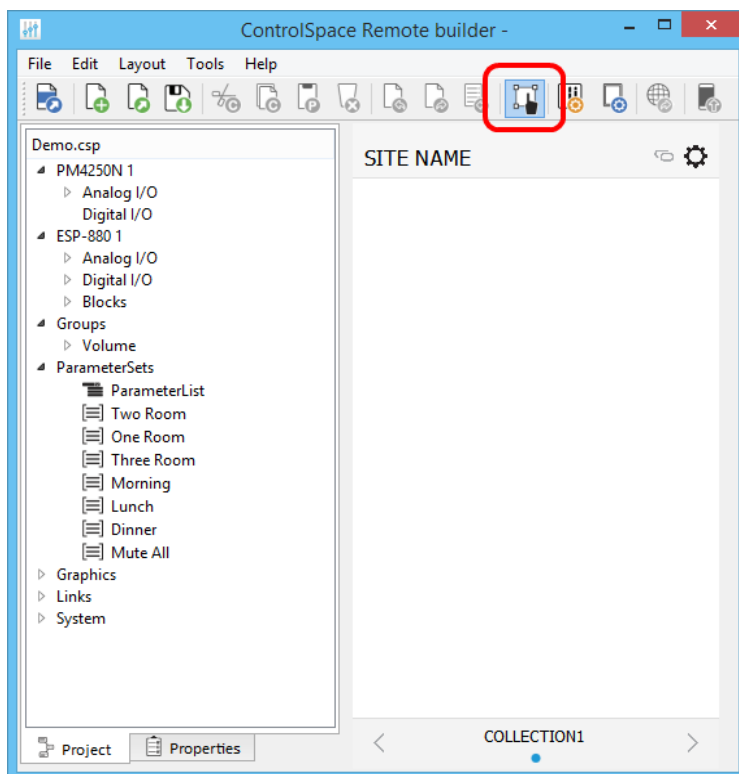 ControlSpace Remote builder -
File Edit Layout Tools Help
Demo.csp
PM4250N 1
Analog I/O
Digital I/O
ESP-880 1
Analog I/O
Digital I/O
Blocks
Groups
Volume
ParameterSets
ParameterList
Two Room
One Room
Three Room
Morning
Lunch
Dinner
Mute All
Graphics
Links
System
Project Properties
SITE NAME
COLLECTION1